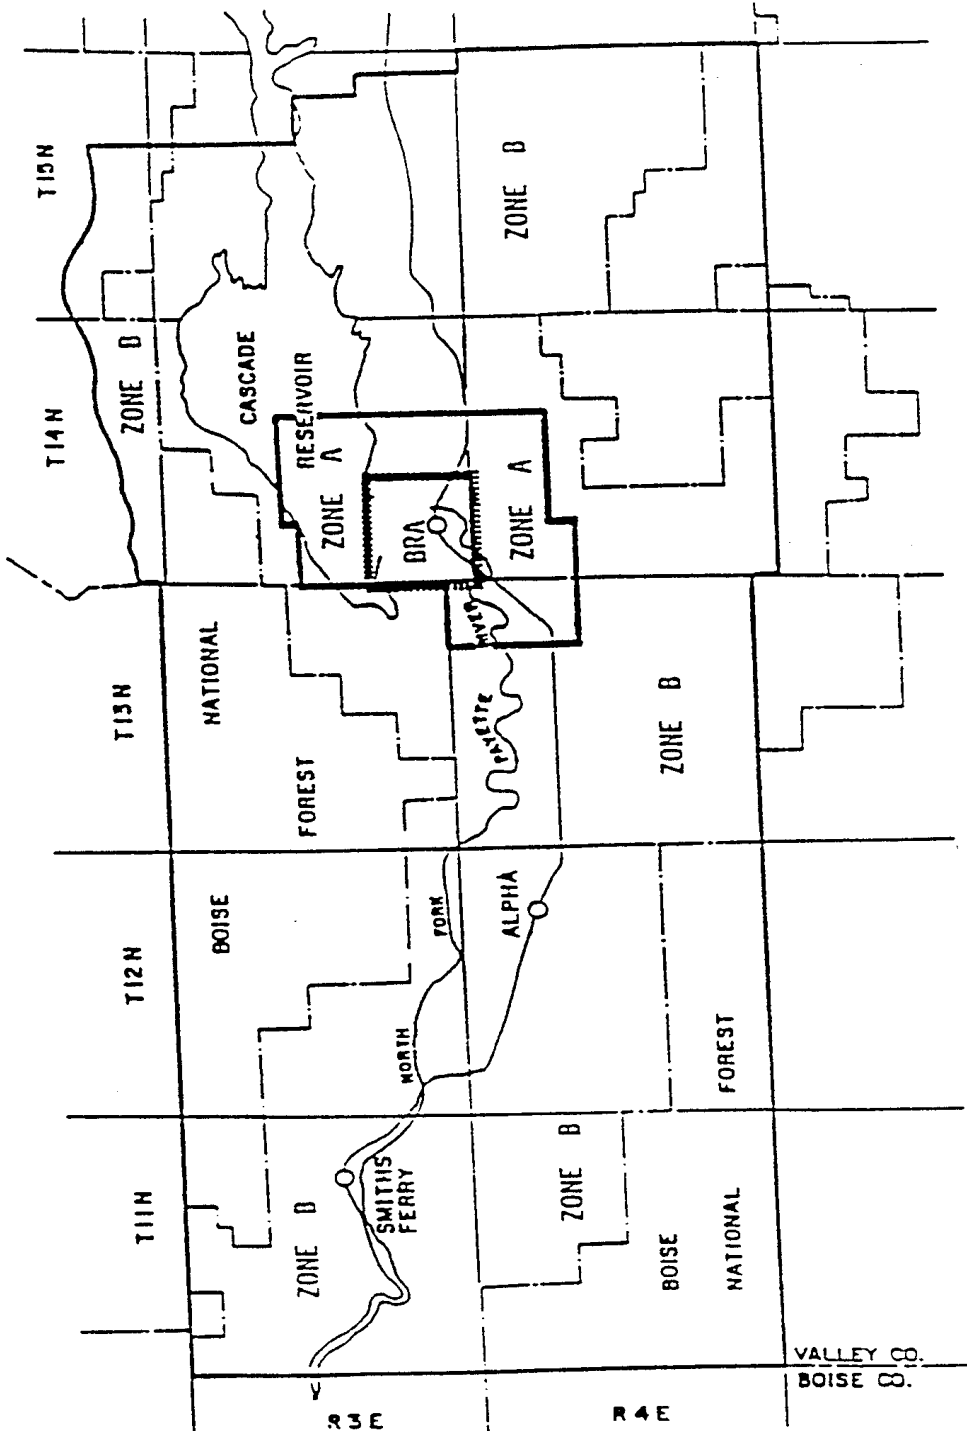 T15N
ZONE B
T14N
ZONE B
CASCADE
RESERVOIR
ZONE A
BRA
ZONE A
RIVER
T13N
NATIONAL
FOREST
PAYETTE
ZONE B
T12N
BOISE
FORK
ALPHA
NORTH
FOREST
T11N
ZONE B
SMITHS
FERRY
ZONE B
BOISE
NATIONAL
VALLEY CO.
BOISE CO.
R3E
R4E